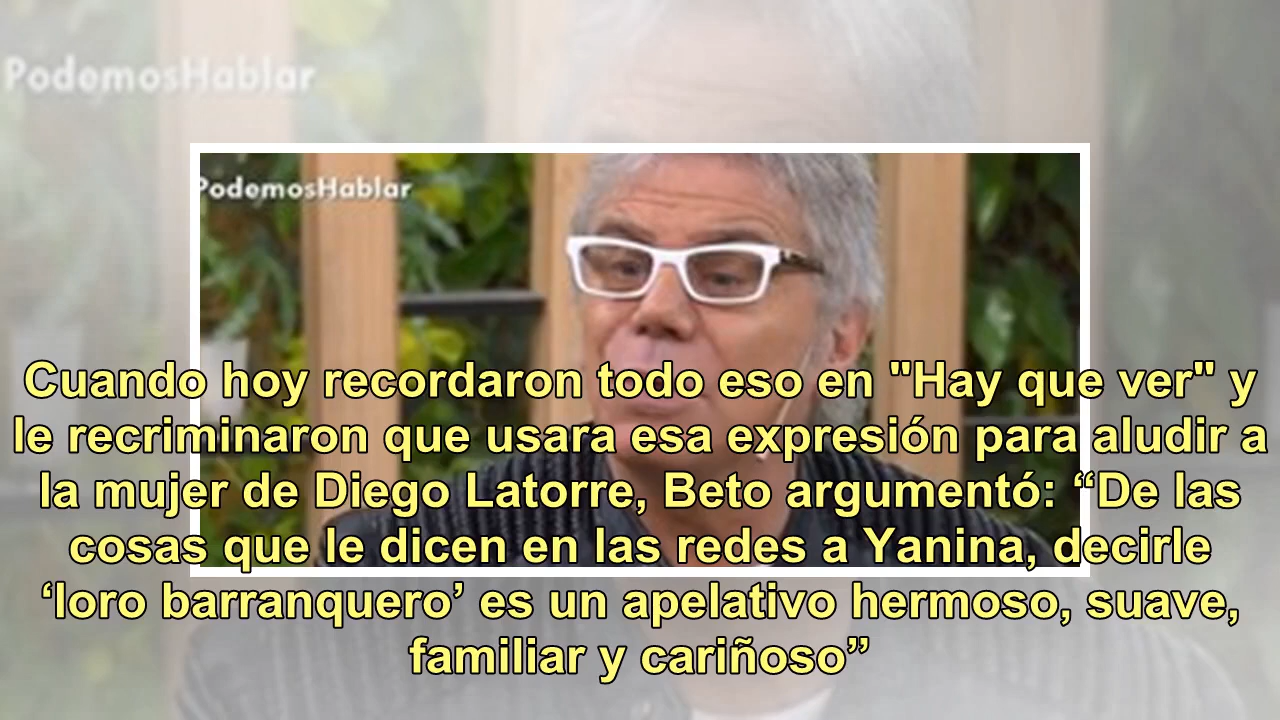 PodemosHablar
PodemosHablar
Cuando hoy recordaron todo eso en "Hay que ver" y
le recriminaron que usara esa expresión para aludir a
la mujer de Diego Latorre, Beto argumentó: “De las
cosas que le dicen en las redes a Yanina, decirle
‘loro barranquero’ es un apelativo hermoso, suave,
familiar y cariñoso”